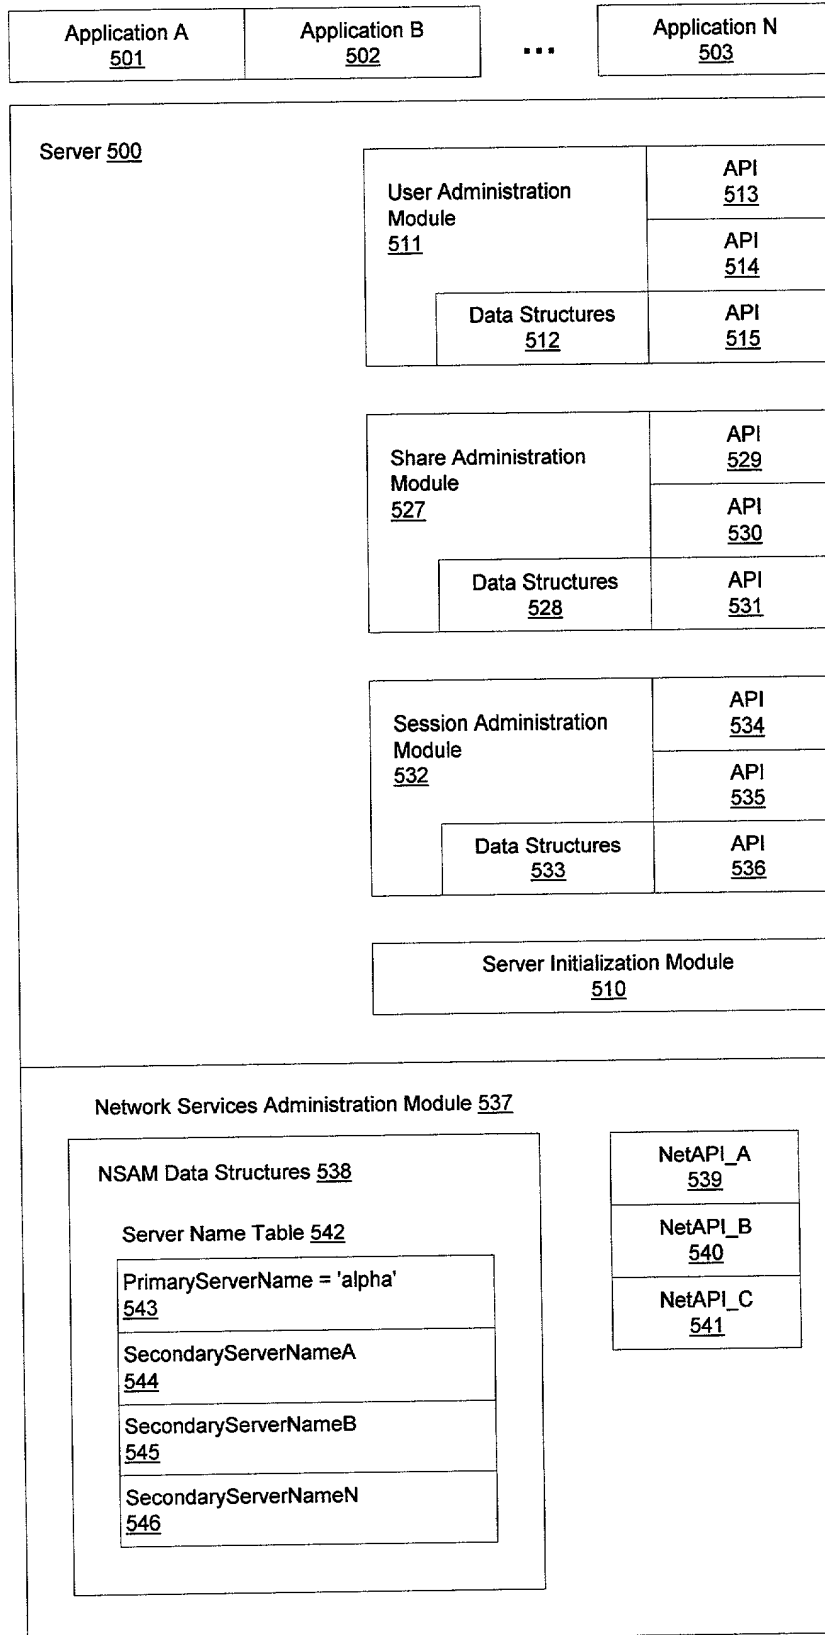 Application A
501
Application B
502
...
Application N
503
Server 500
User Administration
Module
511
API
513
API
514
Data Structures
512
API
515
Share Administration
Module
527
API
529
API
530
Data Structures
528
API
531
Session Administration
Module
532
API
534
API
535
Data Structures
533
API
536
Server Initialization Module
510
Network Services Administration Module 537
NSAM Data Structures 538
Server Name Table 542
PrimaryServerName = 'alpha'
543
SecondaryServerNameA
544
SecondaryServerNameB
545
SecondaryServerNameN
546
NetAPI_A
539
NetAPI_B
540
NetAPI_C
541